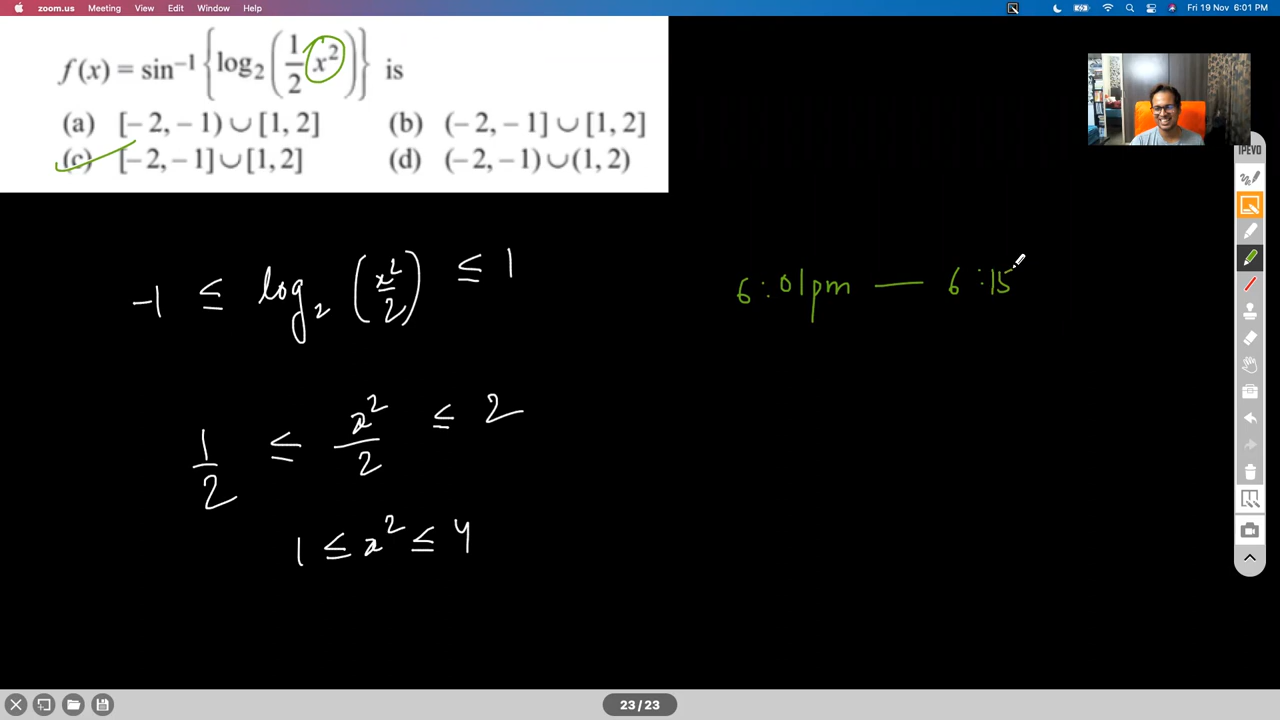 zoom.us Meeting View Edit Window Help Fri 19 Nov 6:01 PM
f(x) = sin⁻¹ {log₂ (1/2 x²)} is
(a) [– 2, – 1) ∪ [1, 2] (b) (– 2, – 1] ∪ [1, 2]
(c) [– 2, – 1] ∪ [1, 2] (d) (– 2, – 1) ∪ (1, 2)
IPEVO
-1 ≤ log₂ (x²/2) ≤ 1
6:01pm — 6:15
1/2 ≤ x²/2 ≤ 2
1 ≤ x² ≤ 4
23/23